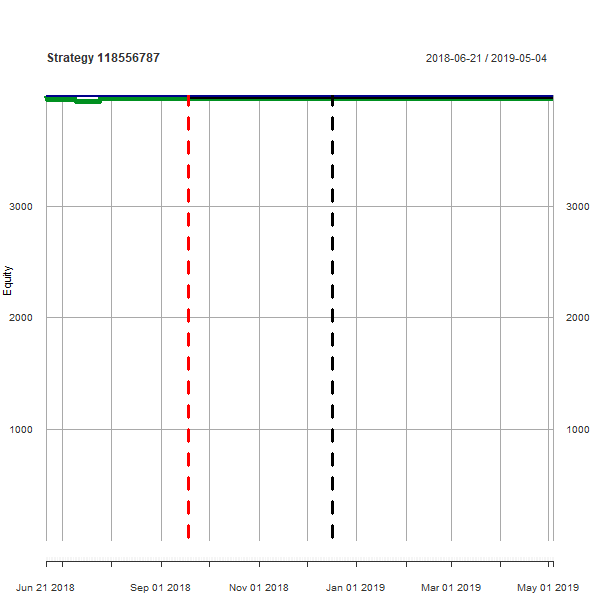 Strategy 118556787
2018-06-21 / 2019-05-04
3000
3000
Equity
2000
2000
1000
1000
Jun 21 2018
Sep 01 2018
Nov 01 2018
Jan 01 2019
Mar 01 2019
May 01 2019